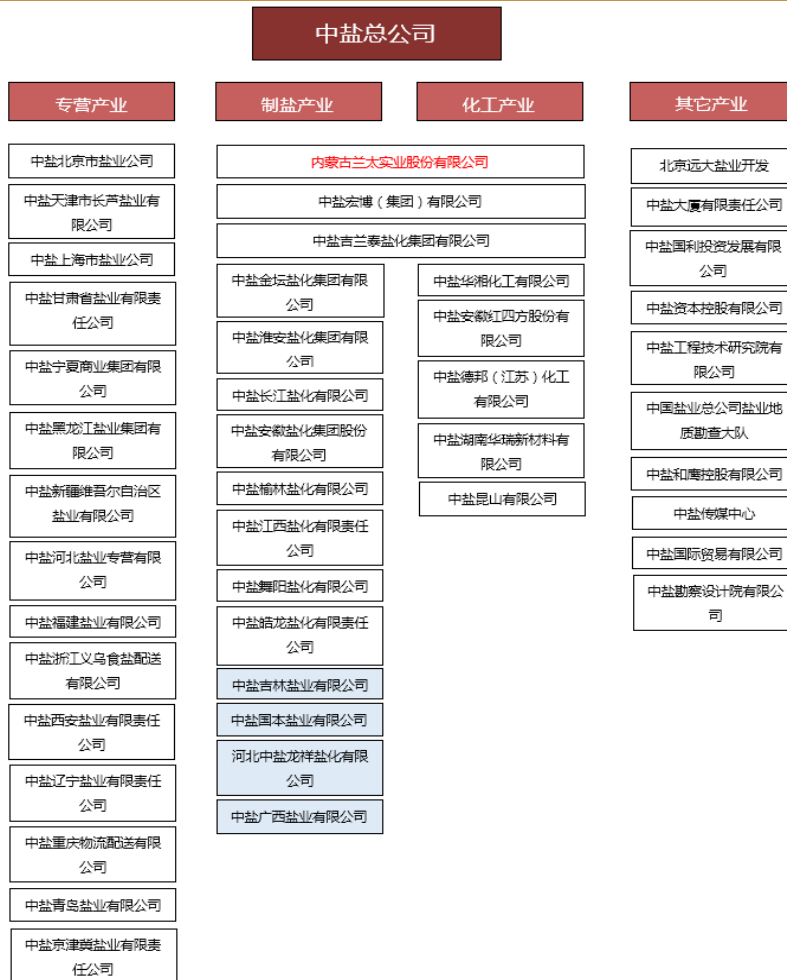 中盐总公司
专营产业
制盐产业
化工产业
其它产业
中盐北京市盐业公司
中盐天津市长芦盐业有
限公司
中盐上海市盐业公司
中盐甘肃省盐业有限责
任公司
中盐宁夏商业集团有限
公司
中盐黑龙江盐业集团有
限公司
中盐新疆维吾尔自治区
盐业有限公司
中盐河北盐业专营有限
公司
中盐福建盐业有限公司
中盐浙江义乌食盐配送
有限公司
中盐西安盐业有限责任
公司
中盐辽宁盐业有限责任
公司
中盐重庆物流配送有限
公司
中盐青岛盐业有限公司
中盐京津冀盐业有限责
任公司
内蒙古兰太实业股份有限公司
中盐宏博（集团）有限公司
中盐吉兰泰盐化集团有限公司
中盐金坛盐化集团有限
公司
中盐淮安盐化集团有限
公司
中盐长江盐化有限公司
中盐安徽盐化集团股份
有限公司
中盐榆林盐化有限公司
中盐江西盐化有限责任
公司
中盐舞阳盐化有限公司
中盐皓龙盐化有限责任
公司
中盐吉林盐业有限公司
中盐国本盐业有限公司
河北中盐龙祥盐化有限
公司
中盐广西盐业有限公司
中盐华湘化工有限公司
中盐安徽红四方股份有
限公司
中盐德邦（江苏）化工
有限公司
中盐湖南华瑞新材料有
限公司
中盐昆山有限公司
北京远大盐业开发
中盐大厦有限责任公司
中盐国利投资发展有限
公司
中盐资本控股有限公司
中盐工程技术研究院有
限公司
中国盐业总公司盐业地
质勘查大队
中盐和鹰控股有限公司
中盐传媒中心
中盐国际贸易有限公司
中盐勘察设计院有限公
司